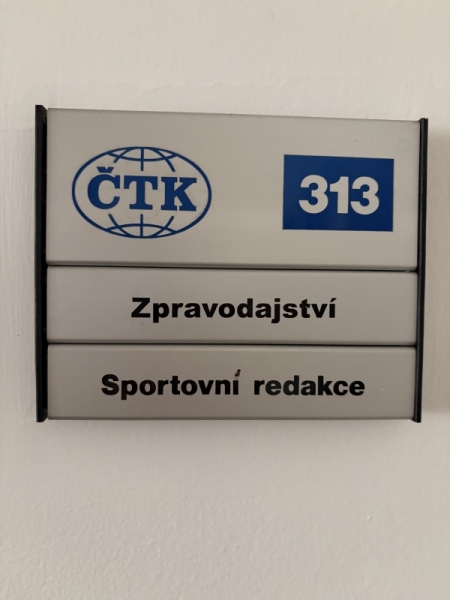 ČTK
313
Zpravodajství
Sportovní redakce